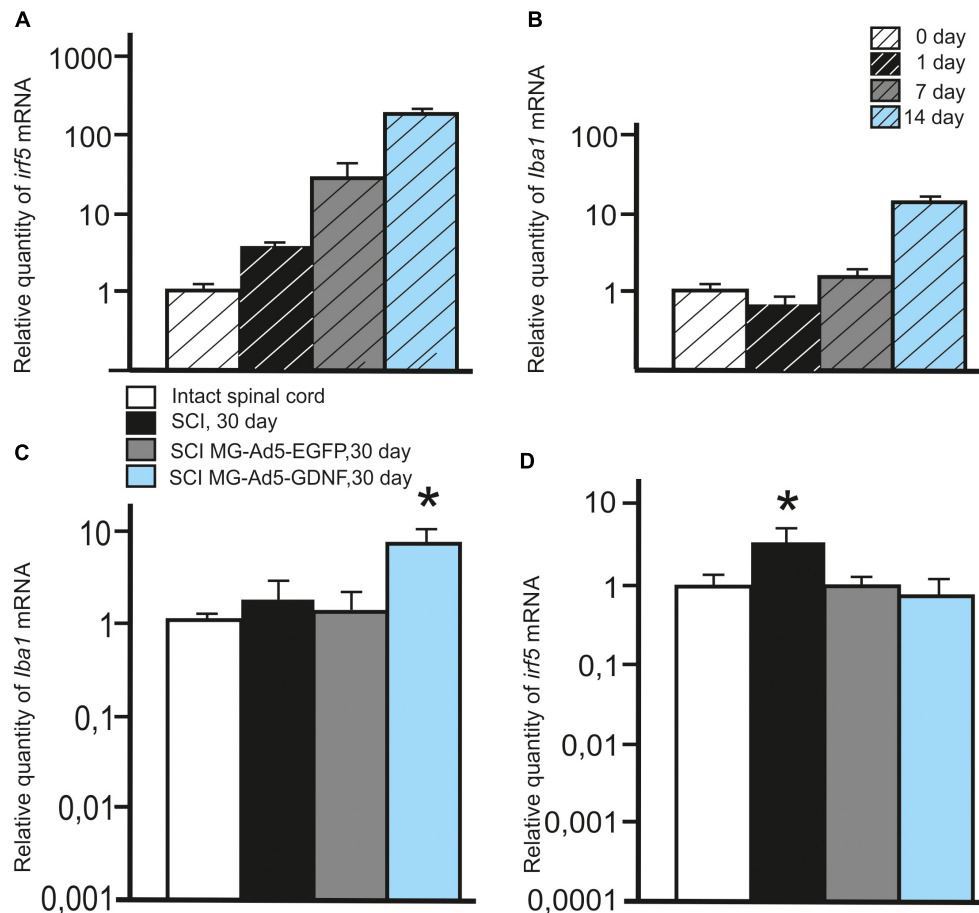 A
Relative quantity of irf5 mRNA
1000
100
10
1
B
Relative quantity of Iba1 mRNA
100
10
1
0 day
1 day
7 day
14 day
Intact spinal cord
SCI, 30 day
SCI MG-Ad5-EGFP,30 day
SCI MG-Ad5-GDNF,30 day
C
Relative quantity of Iba1 mRNA
10
1
0,1
0,01
0,001
*
D
Relative quantity of irf5 mRNA
10
1
0,1
0,01
0,001
0,0001
*